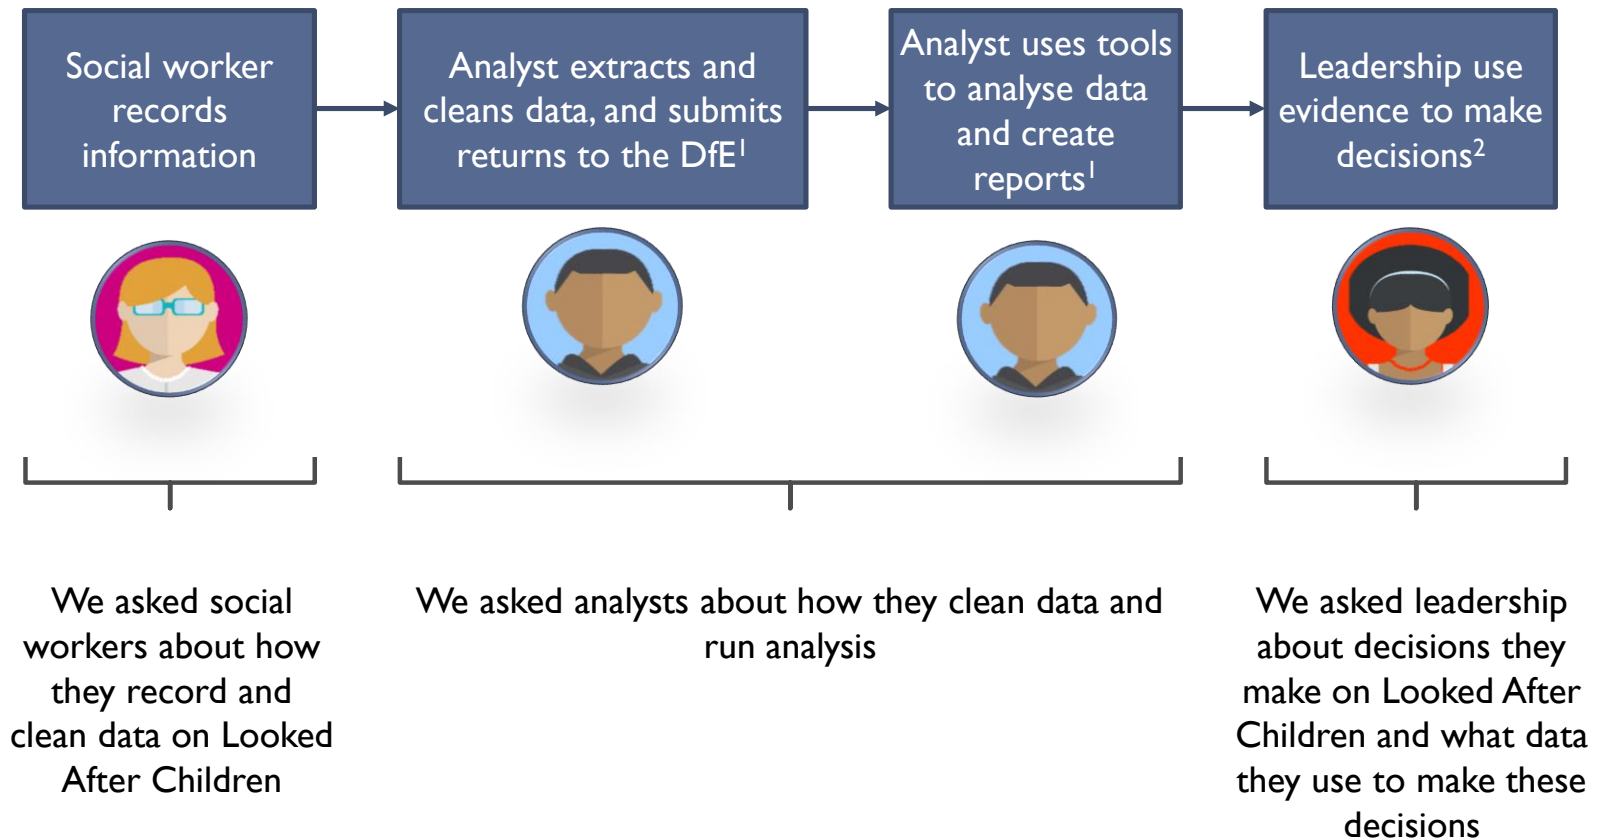 Social worker
records
information
Analyst extracts and
cleans data, and submits
returns to the DfE¹
Analyst uses tools
to analyse data
and create
reports¹
Leadership use
evidence to make
decisions²
We asked social
workers about how
they record and
clean data on Looked
After Children
We asked analysts about how they clean data and
run analysis
We asked leadership
about decisions they
make on Looked After
Children and what data
they use to make these
decisions